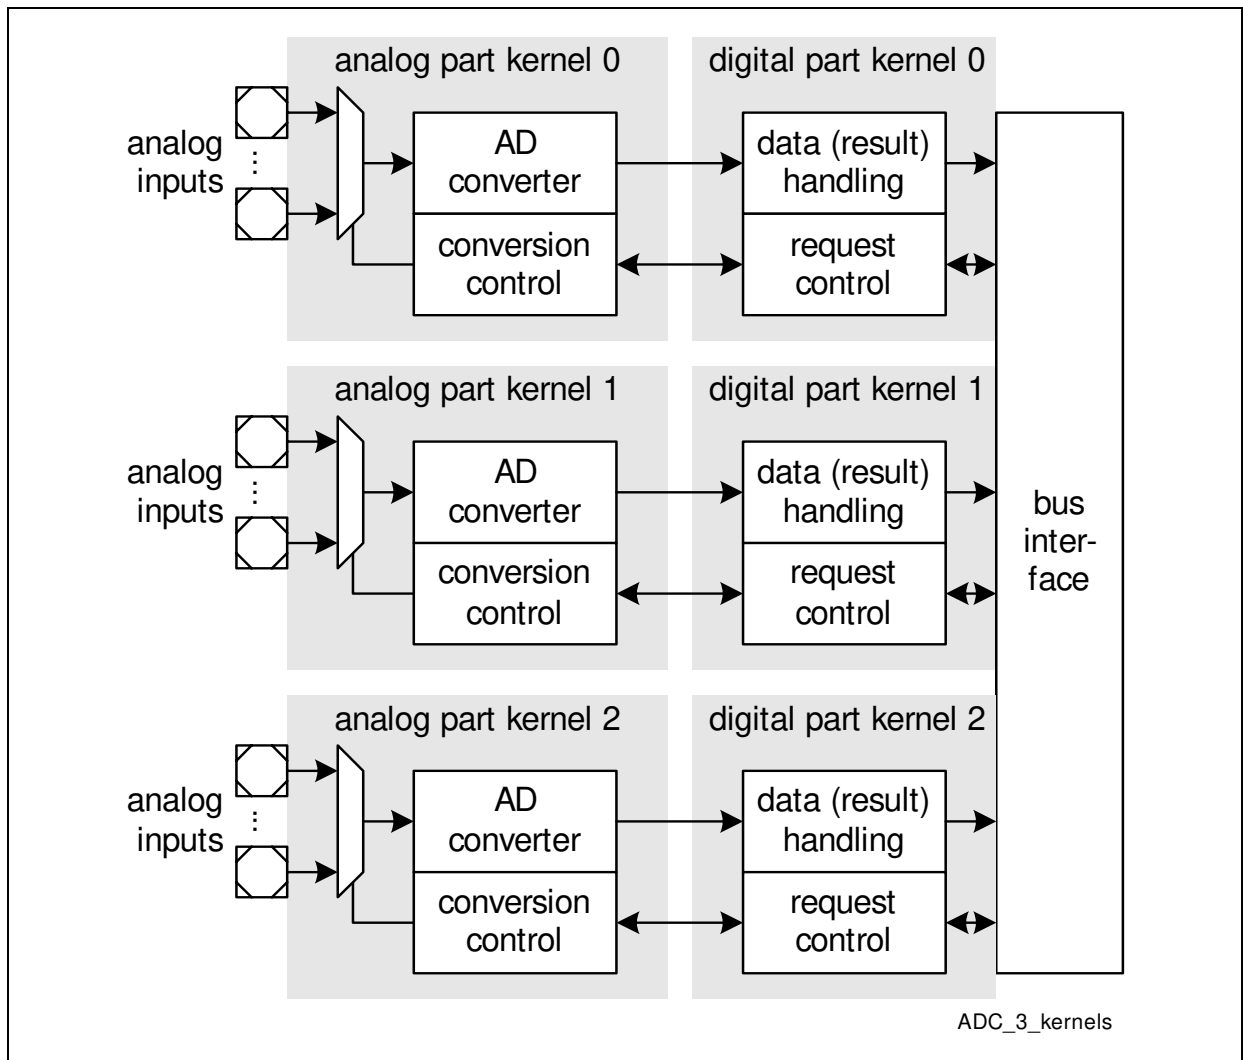 analog part kernel 0
digital part kernel 0
analog
inputs
AD
converter
conversion
control
data (result)
handling
request
control
analog part kernel 1
digital part kernel 1
analog
inputs
AD
converter
conversion
control
data (result)
handling
request
control
bus
inter-
face
analog part kernel 2
digital part kernel 2
analog
inputs
AD
converter
conversion
control
data (result)
handling
request
control
ADC_3_kernels